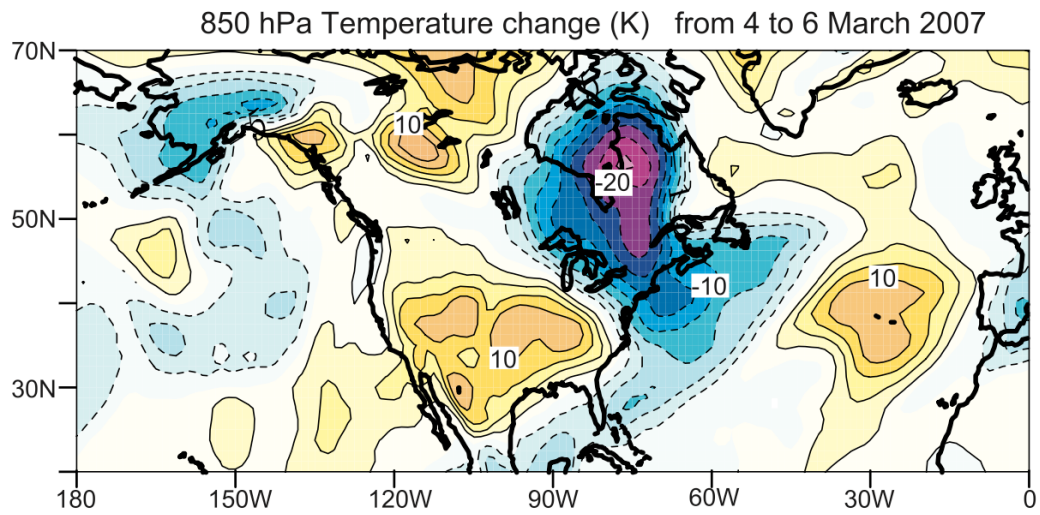 850 hPa Temperature change (K) from 4 to 6 March 2007
70N
50N
30N
10
-20
-10
10
10
180 150W 120W 90W 60W 30W 0